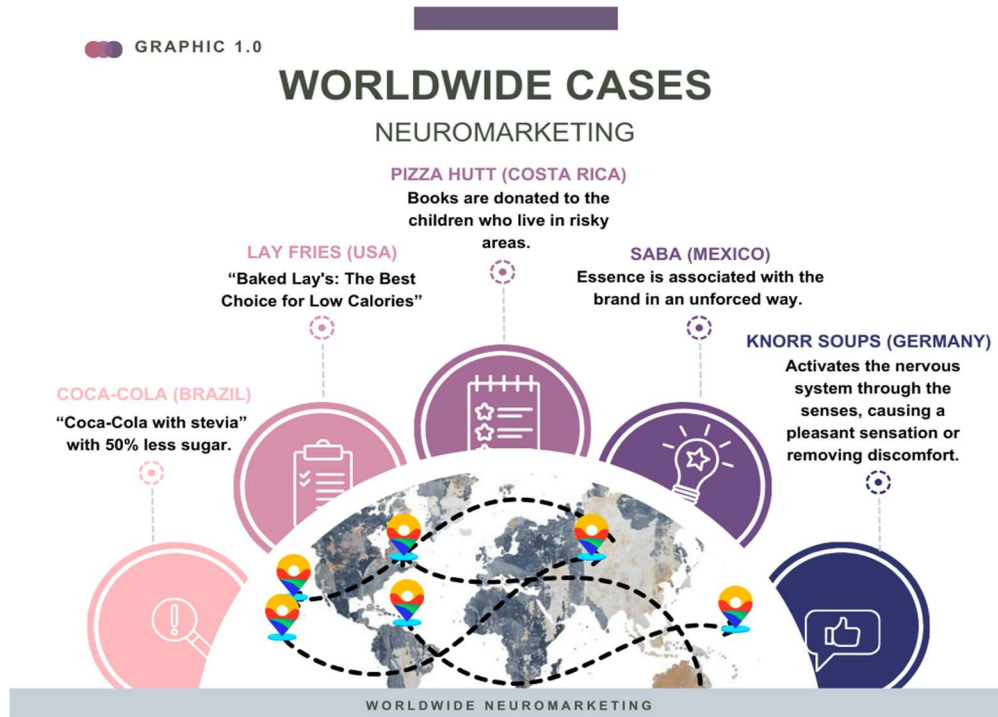 GRAPHIC 1.0
WORLDWIDE CASES
NEUROMARKETING
PIZZA HUTT (COSTA RICA)
Books are donated to the
children who live in risky
areas.
LAY FRIES (USA)
“Baked Lay's: The Best
Choice for Low Calories”
SABA (MEXICO)
Essence is associated with the
brand in an unforced way.
KNORR SOUPS (GERMANY)
Activates the nervous
system through the
senses, causing a
pleasant sensation or
removing discomfort.
COCA-COLA (BRAZIL)
“Coca-Cola with stevia”
with 50% less sugar.
WORLDWIDE NEUROMARKETING